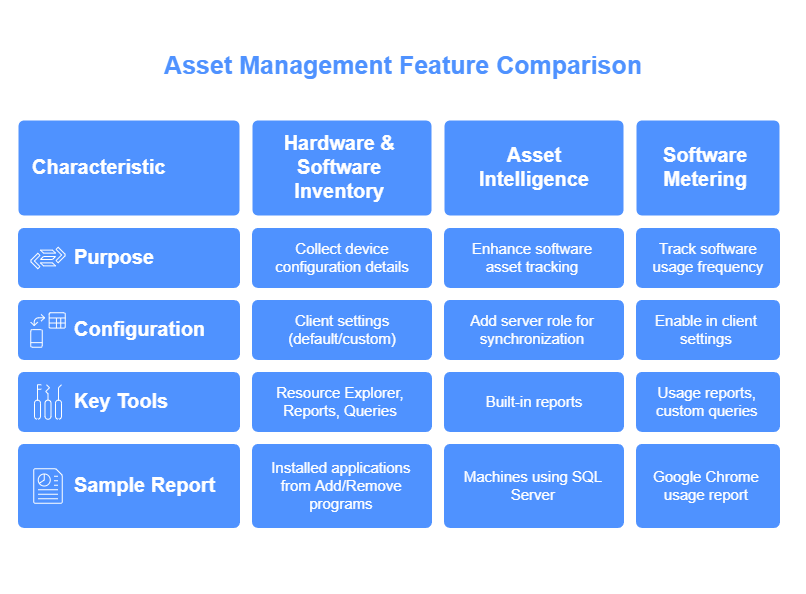 Asset Management Feature Comparison
Characteristic
Hardware &
Software
Inventory
Asset
Intelligence
Software
Metering
Purpose
Collect device
configuration details
Enhance software
asset tracking
Track software
usage frequency
Configuration
Client settings
(default/custom)
Add server role for
synchronization
Enable in client
settings
Key Tools
Resource Explorer,
Reports, Queries
Built-in reports
Usage reports,
custom queries
Sample Report
Installed applications
from Add/Remove
programs
Machines using SQL
Server
Google Chrome
usage report